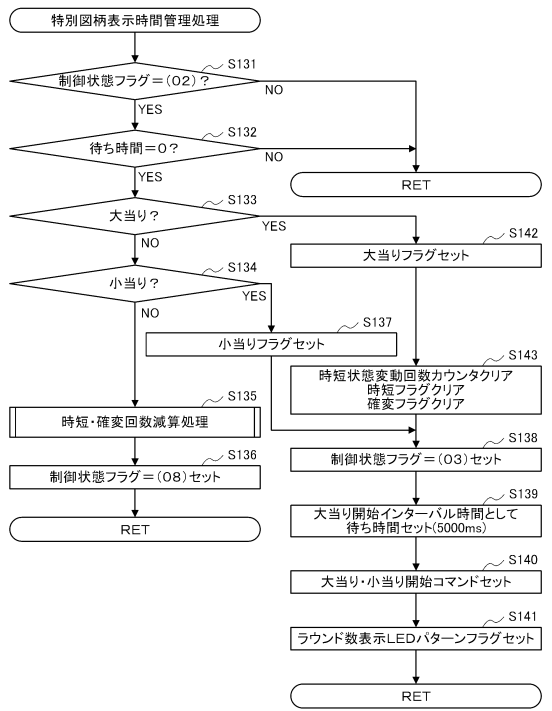 特別図柄表示時間管理処理
S131
制御状態フラグ=(02)?
NO
YES
S132
待ち時間=0?
NO
YES
RET
S133
大当り?
YES
NO
S142
大当りフラグセット
S134
小当り?
YES
NO
S137
小当りフラグセット
S143
時短状態変動回数カウンタクリア
時短フラグクリア
確変フラグクリア
S135
時短・確変回数減算処理
S138
制御状態フラグ=(03)セット
S136
制御状態フラグ=(08)セット
S139
大当り開始インターバル時間として
待ち時間セット(5000ms)
RET
S140
大当り・小当り開始コマンドセット
S141
ラウンド数表示LEDパターンフラグセット
RET